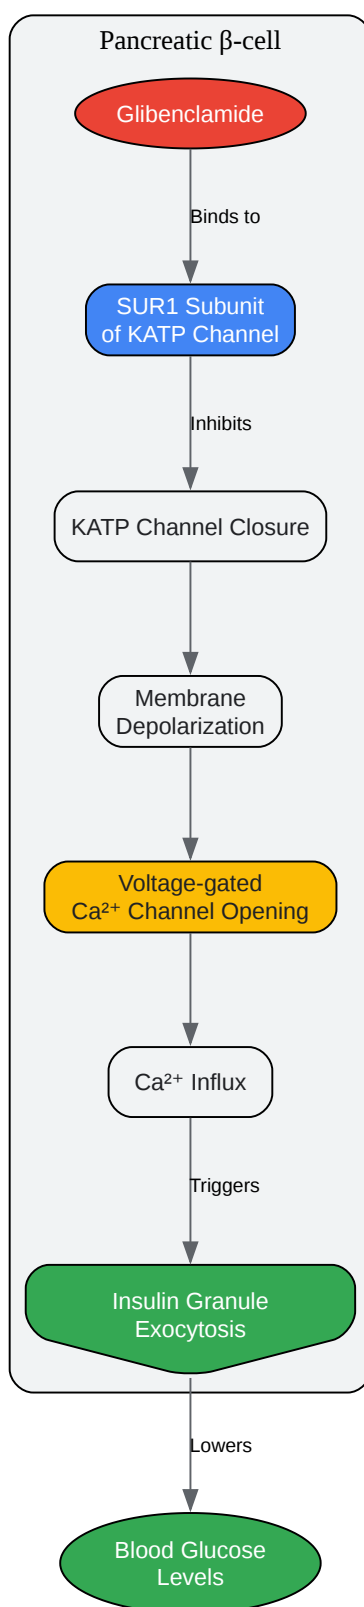 Pancreatic β-cell
Glibenclamide
Binds to
SUR1 Subunit
of KATP Channel
Inhibits
KATP Channel Closure
Membrane
Depolarization
Voltage-gated
Ca²⁺ Channel Opening
Ca²⁺ Influx
Triggers
Insulin Granule
Exocytosis
Lowers
Blood Glucose
Levels